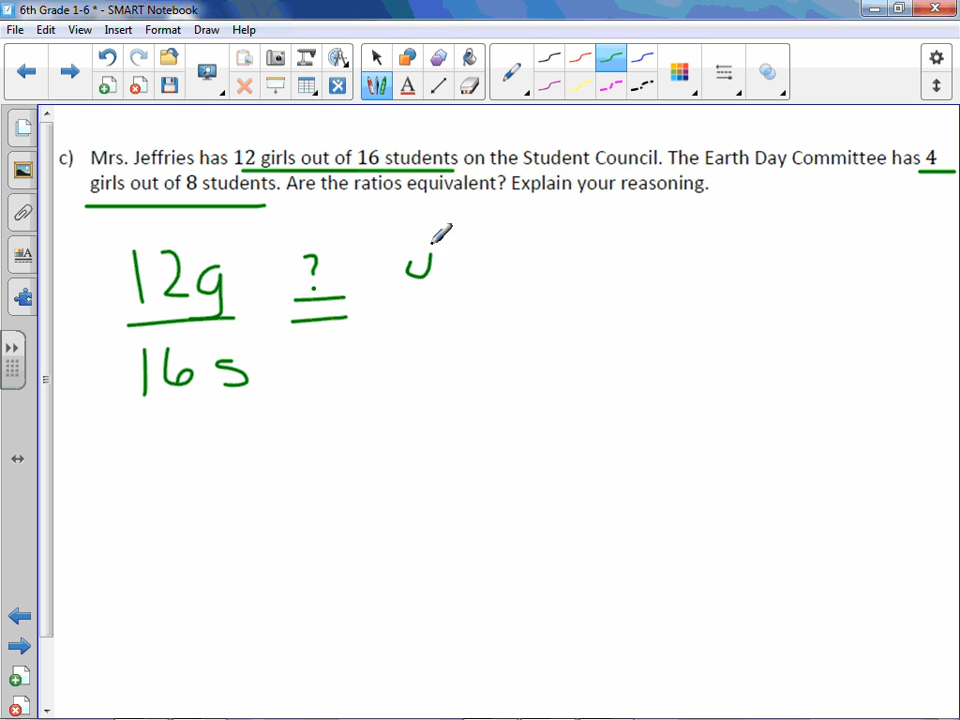 6th Grade 1-6 * - SMART Notebook
File Edit View Insert Format Draw Help
c) Mrs. Jeffries has 12 girls out of 16 students on the Student Council. The Earth Day Committee has 4
girls out of 8 students. Are the ratios equivalent? Explain your reasoning.
12g ?
=
16 s